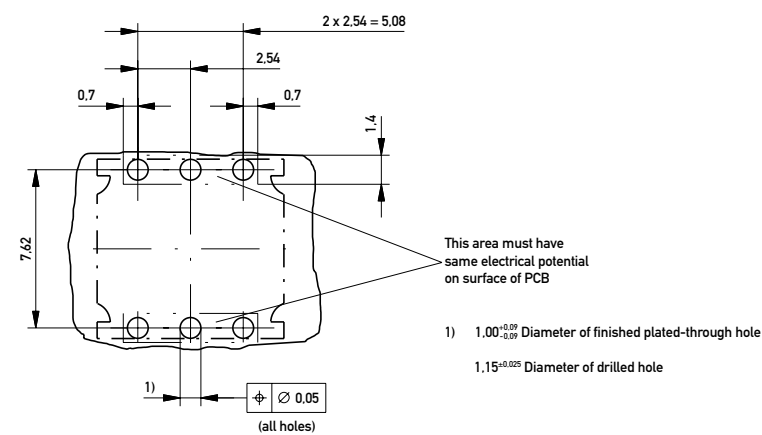 2 x 2,54 = 5,08
2,54
0,7
0,7
1,4
7,62
This area must have
same electrical potential
on surface of PCB
1) 1,00+0,09 -0,09 Diameter of finished plated-through hole
1,15±0,025 Diameter of drilled hole
1)
⌖ ∅ 0,05
(all holes)